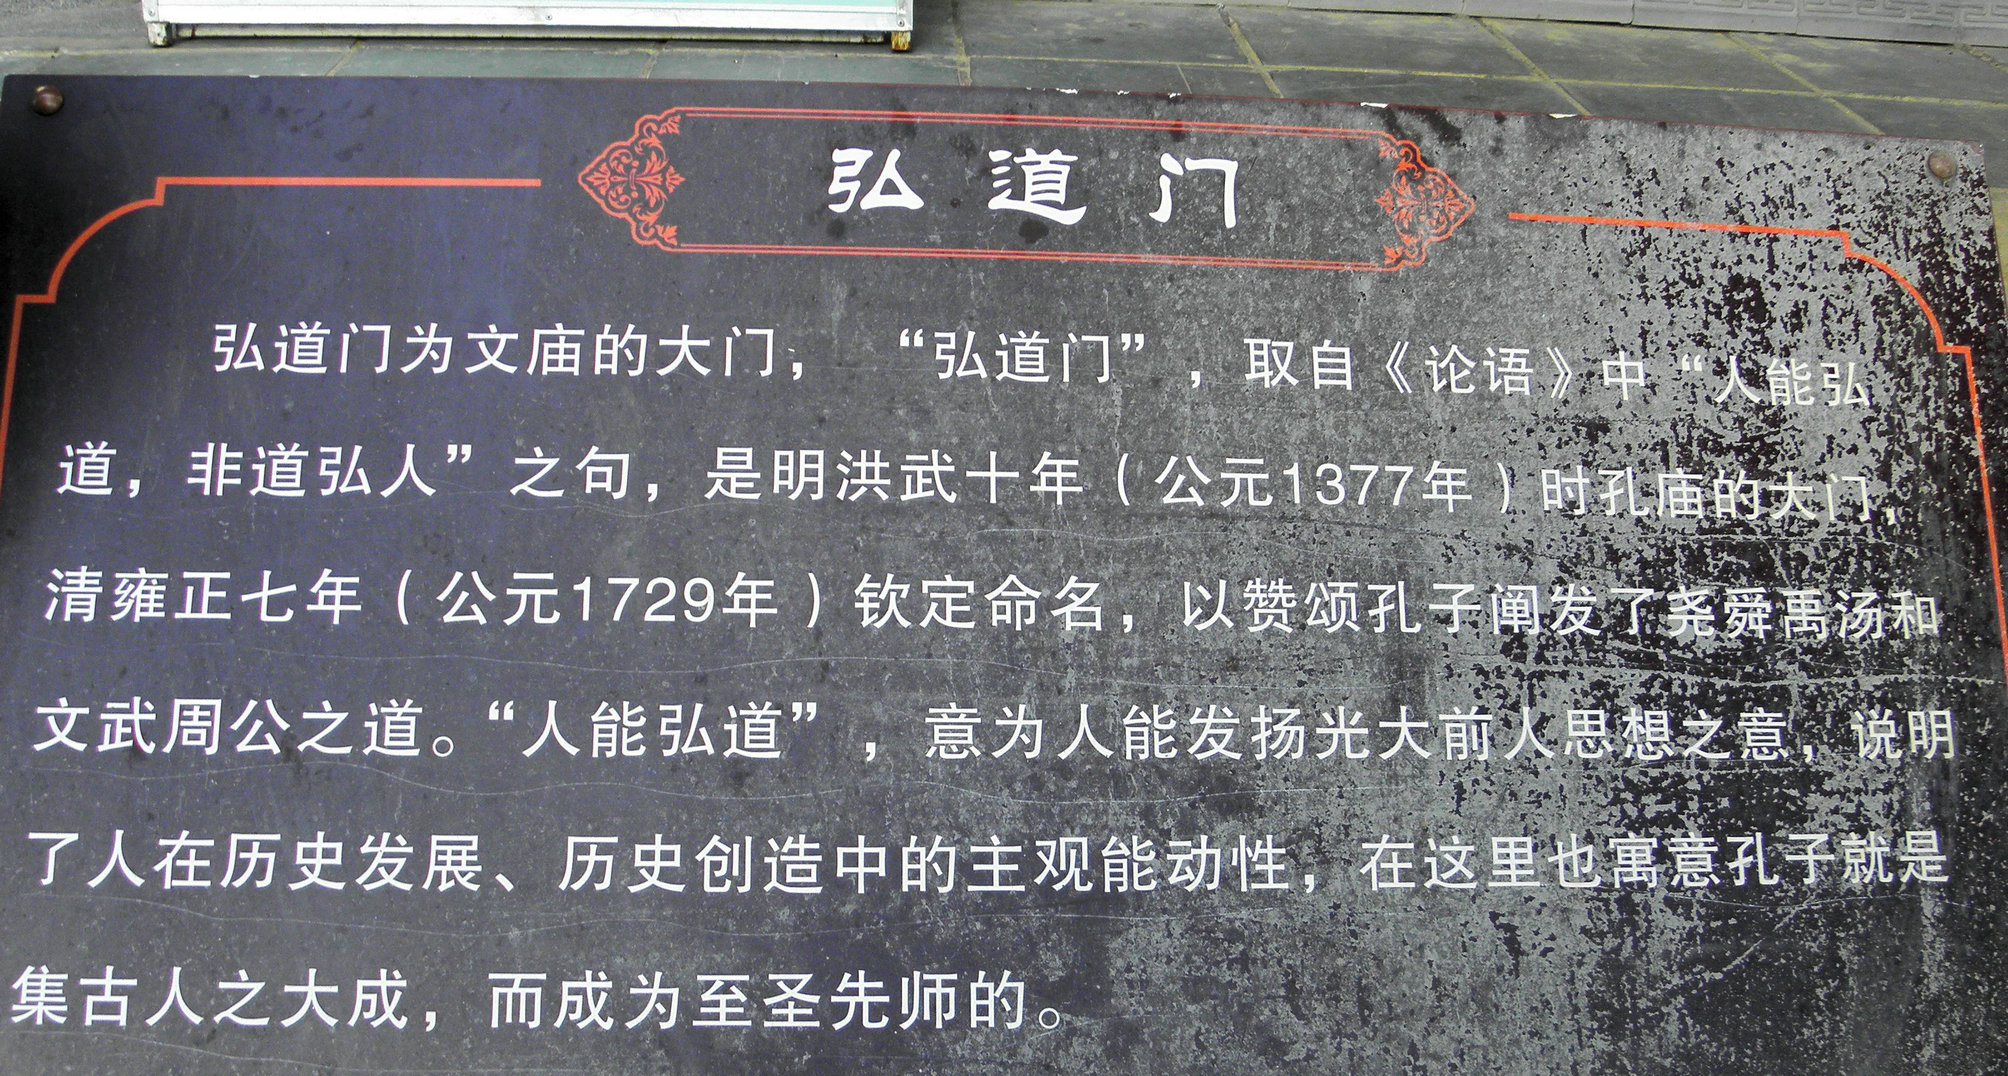 弘道门
弘道门为文庙的大门，“弘道门”，取自《论语》中“人能弘
道，非道弘人”之句，是明洪武十年（公元1377年）时孔庙的大门，
清雍正七年（公元1729年）钦定命名，以赞颂孔子阐发了尧舜禹汤和
文武周公之道。“人能弘道”，意为人能发扬光大前人思想之意，说明
了人在历史发展、历史创造中的主观能动性，在这里也寓意孔子就是
集古人之大成，而成为至圣先师的。